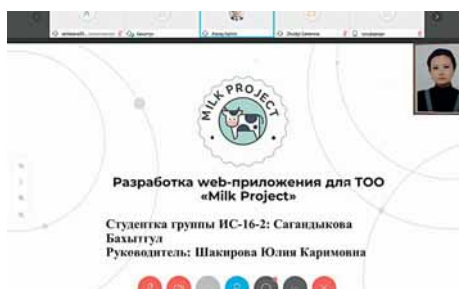 MILK PROJECT
Разработка web-приложения для ТОО
«Milk Project»
Студентка группы ИС-16-2: Сагандыкова
Бахытгул
Руководитель: Шакирова Юлия Каримовна